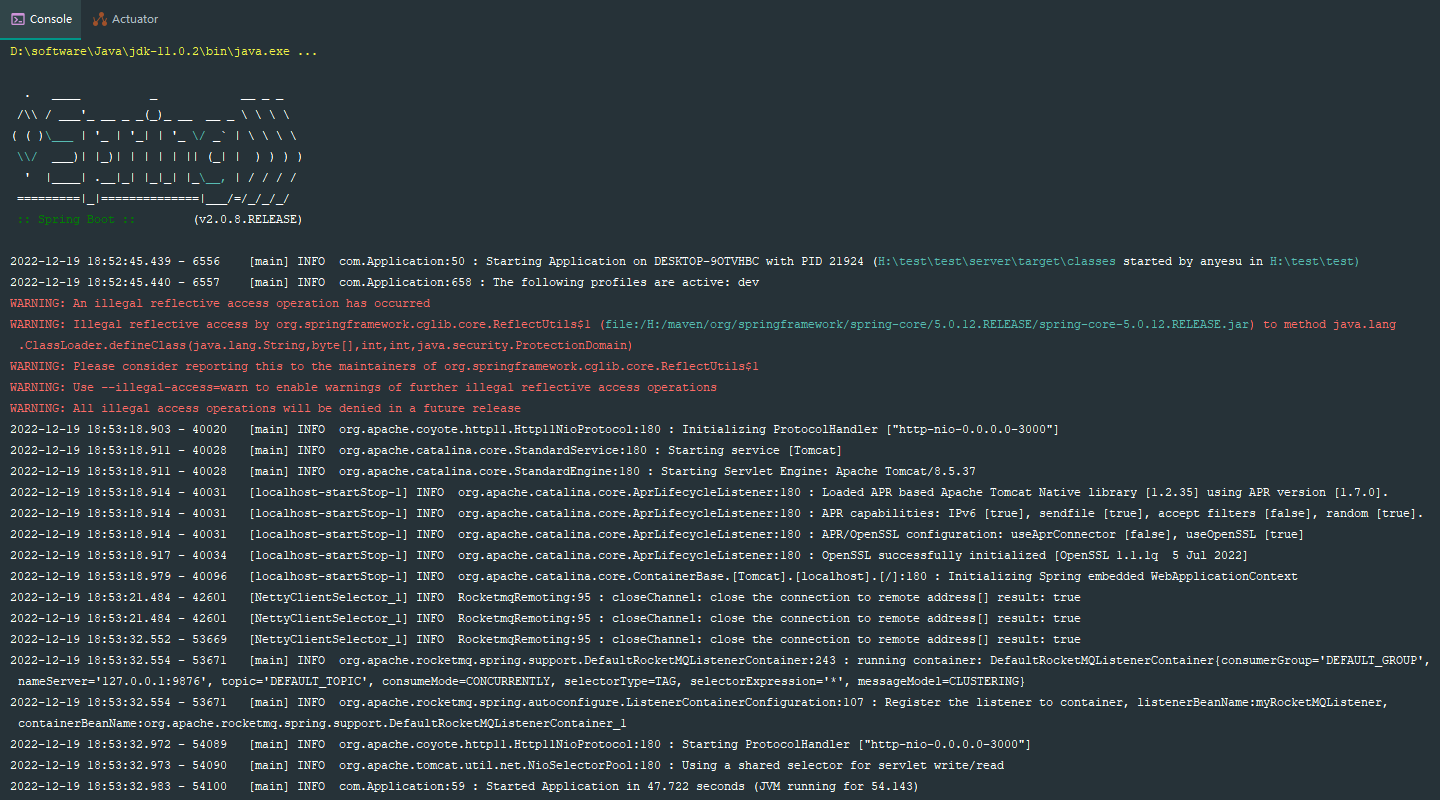 Console Actuator
D:\software\Java\jdk-11.0.2\bin\java.exe ...
  .   ____          _            __ _ _
 /\\ / ___'_ __ _ _(_)_ __  __ _ \ \ \ \
( ( )\___ | '_ | '_| | '_ \/ _` | \ \ \ \
 \\/  ___)| |_)| | | | | || (_| |  ) ) ) )
  '  |____| .__|_| |_|_| |_\__, | / / / /
 =========|_|==============|___/=/_/_/_/
 :: Spring Boot ::        (v2.0.8.RELEASE)
2022-12-19 18:52:45.439 - 6556    [main] INFO  com.Application:50 : Starting Application on DESKTOP-9OTVHBC with PID 21924 (H:\test\test\server\target\classes started by anyesu in H:\test\test)
2022-12-19 18:52:45.440 - 6557    [main] INFO  com.Application:658 : The following profiles are active: dev
WARNING: An illegal reflective access operation has occurred
WARNING: Illegal reflective access by org.springframework.cglib.core.ReflectUtils$1 (file:/H:/maven/org/springframework/spring-core/5.0.12.RELEASE/spring-core-5.0.12.RELEASE.jar) to method java.lang
.ClassLoader.defineClass(java.lang.String,byte[],int,int,java.security.ProtectionDomain)
WARNING: Please consider reporting this to the maintainers of org.springframework.cglib.core.ReflectUtils$1
WARNING: Use --illegal-access=warn to enable warnings of further illegal reflective access operations
WARNING: All illegal access operations will be denied in a future release
2022-12-19 18:53:18.903 - 40020   [main] INFO  org.apache.coyote.http11.Http11NioProtocol:180 : Initializing ProtocolHandler ["http-nio-0.0.0.0-3000"]
2022-12-19 18:53:18.911 - 40028   [main] INFO  org.apache.catalina.core.StandardService:180 : Starting service [Tomcat]
2022-12-19 18:53:18.911 - 40028   [main] INFO  org.apache.catalina.core.StandardEngine:180 : Starting Servlet Engine: Apache Tomcat/8.5.37
2022-12-19 18:53:18.914 - 40031   [localhost-startStop-1] INFO  org.apache.catalina.core.AprLifecycleListener:180 : Loaded APR based Apache Tomcat Native library [1.2.35] using APR version [1.7.0].
2022-12-19 18:53:18.914 - 40031   [localhost-startStop-1] INFO  org.apache.catalina.core.AprLifecycleListener:180 : APR capabilities: IPv6 [true], sendfile [true], accept filters [false], random [true].
2022-12-19 18:53:18.914 - 40031   [localhost-startStop-1] INFO  org.apache.catalina.core.AprLifecycleListener:180 : APR/OpenSSL configuration: useAprConnector [false], useOpenSSL [true]
2022-12-19 18:53:18.917 - 40034   [localhost-startStop-1] INFO  org.apache.catalina.core.AprLifecycleListener:180 : OpenSSL successfully initialized [OpenSSL 1.1.1q  5 Jul 2022]
2022-12-19 18:53:18.979 - 40096   [localhost-startStop-1] INFO  org.apache.catalina.core.ContainerBase.[Tomcat].[localhost].[/]:180 : Initializing Spring embedded WebApplicationContext
2022-12-19 18:53:21.484 - 42601   [NettyClientSelector_1] INFO  RocketmqRemoting:95 : closeChannel: close the connection to remote address[] result: true
2022-12-19 18:53:21.484 - 42601   [NettyClientSelector_1] INFO  RocketmqRemoting:95 : closeChannel: close the connection to remote address[] result: true
2022-12-19 18:53:32.552 - 53669   [NettyClientSelector_1] INFO  RocketmqRemoting:95 : closeChannel: close the connection to remote address[] result: true
2022-12-19 18:53:32.554 - 53671   [main] INFO  org.apache.rocketmq.spring.support.DefaultRocketMQListenerContainer:243 : running container: DefaultRocketMQListenerContainer{consumerGroup='DEFAULT_GROUP',
nameServer='127.0.0.1:9876', topic='DEFAULT_TOPIC', consumeMode=CONCURRENTLY, selectorType=TAG, selectorExpression='*', messageModel=CLUSTERING}
2022-12-19 18:53:32.554 - 53671   [main] INFO  org.apache.rocketmq.spring.autoconfigure.ListenerContainerConfiguration:107 : Register the listener to container, listenerBeanName:myRocketMQListener,
containerBeanName:org.apache.rocketmq.spring.support.DefaultRocketMQListenerContainer_1
2022-12-19 18:53:32.972 - 54089   [main] INFO  org.apache.coyote.http11.Http11NioProtocol:180 : Starting ProtocolHandler ["http-nio-0.0.0.0-3000"]
2022-12-19 18:53:32.973 - 54090   [main] INFO  org.apache.tomcat.util.net.NioSelectorPool:180 : Using a shared selector for servlet write/read
2022-12-19 18:53:32.983 - 54100   [main] INFO  com.Application:59 : Started Application in 47.722 seconds (JVM running for 54.143)